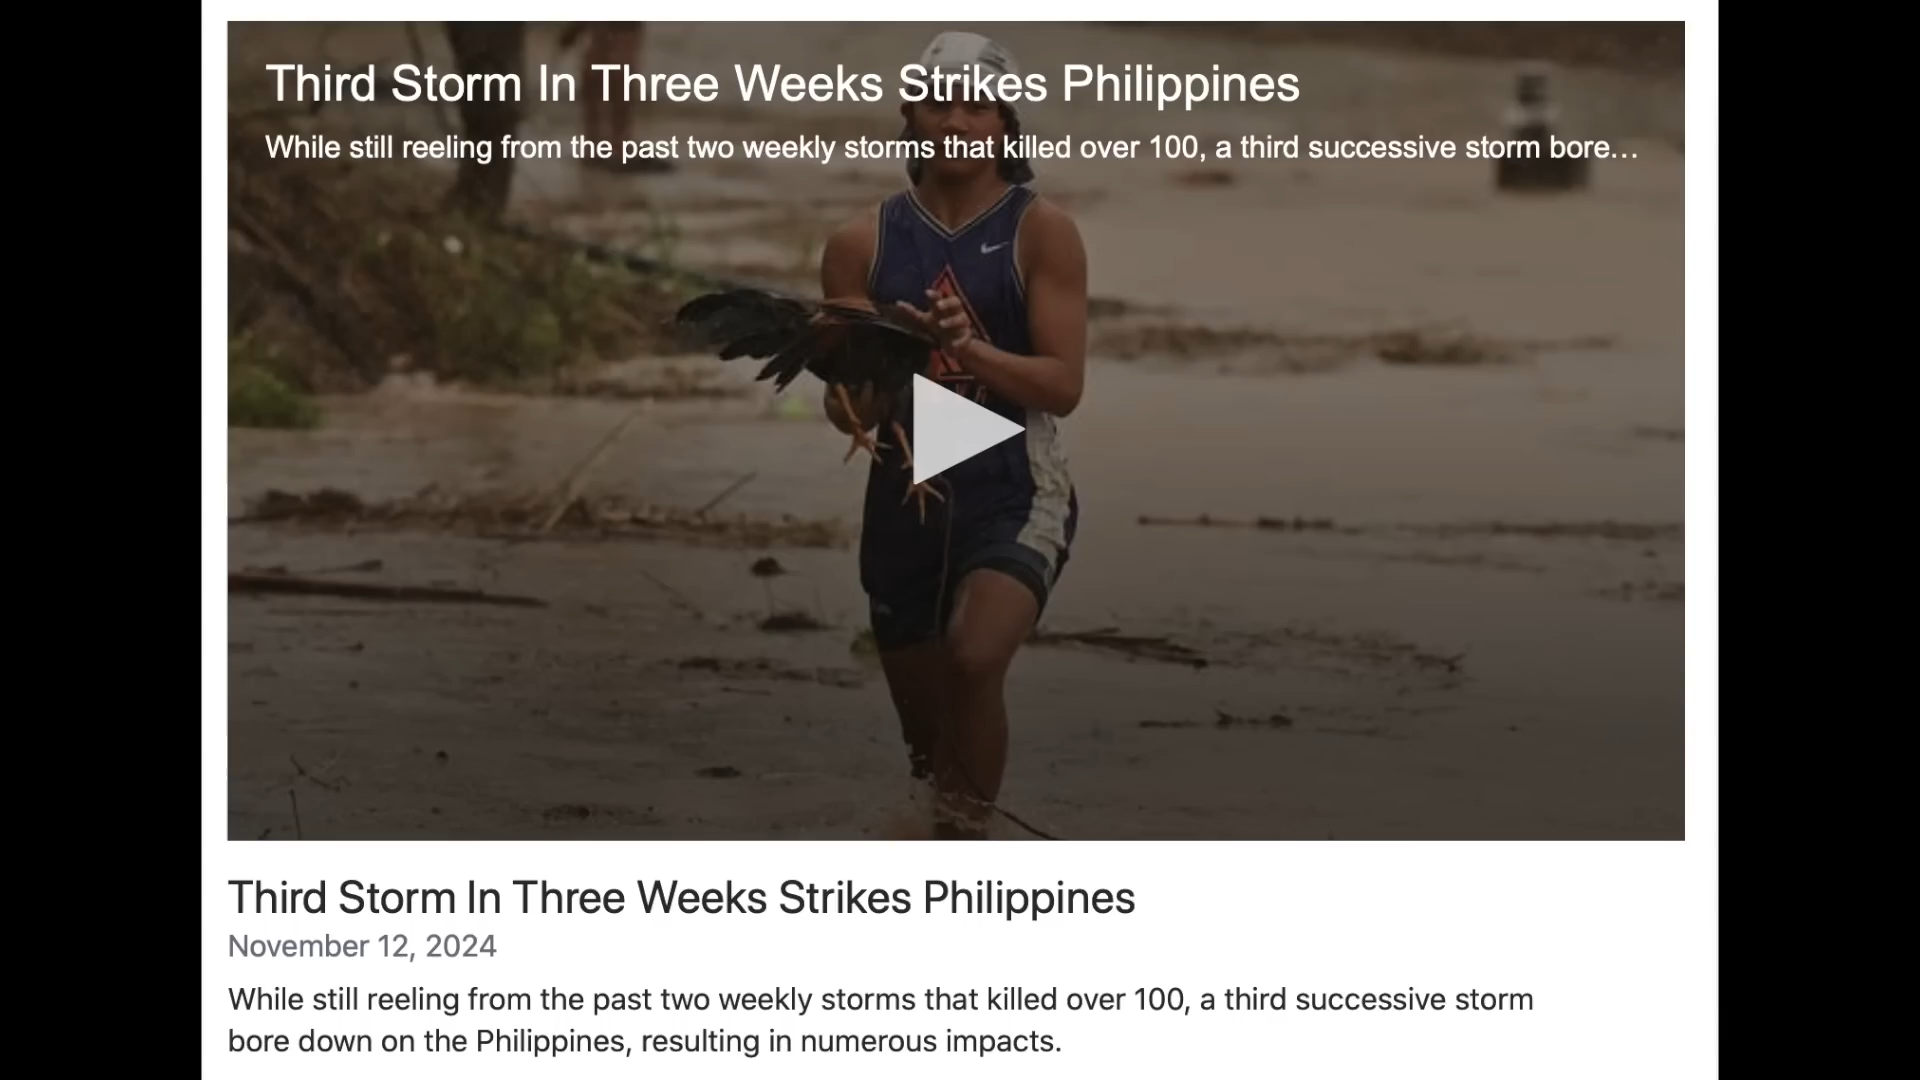 Third Storm In Three Weeks Strikes Philippines
While still reeling from the past two weekly storms that killed over 100, a third successive storm bore...
Third Storm In Three Weeks Strikes Philippines
November 12, 2024
While still reeling from the past two weekly storms that killed over 100, a third successive storm
bore down on the Philippines, resulting in numerous impacts.